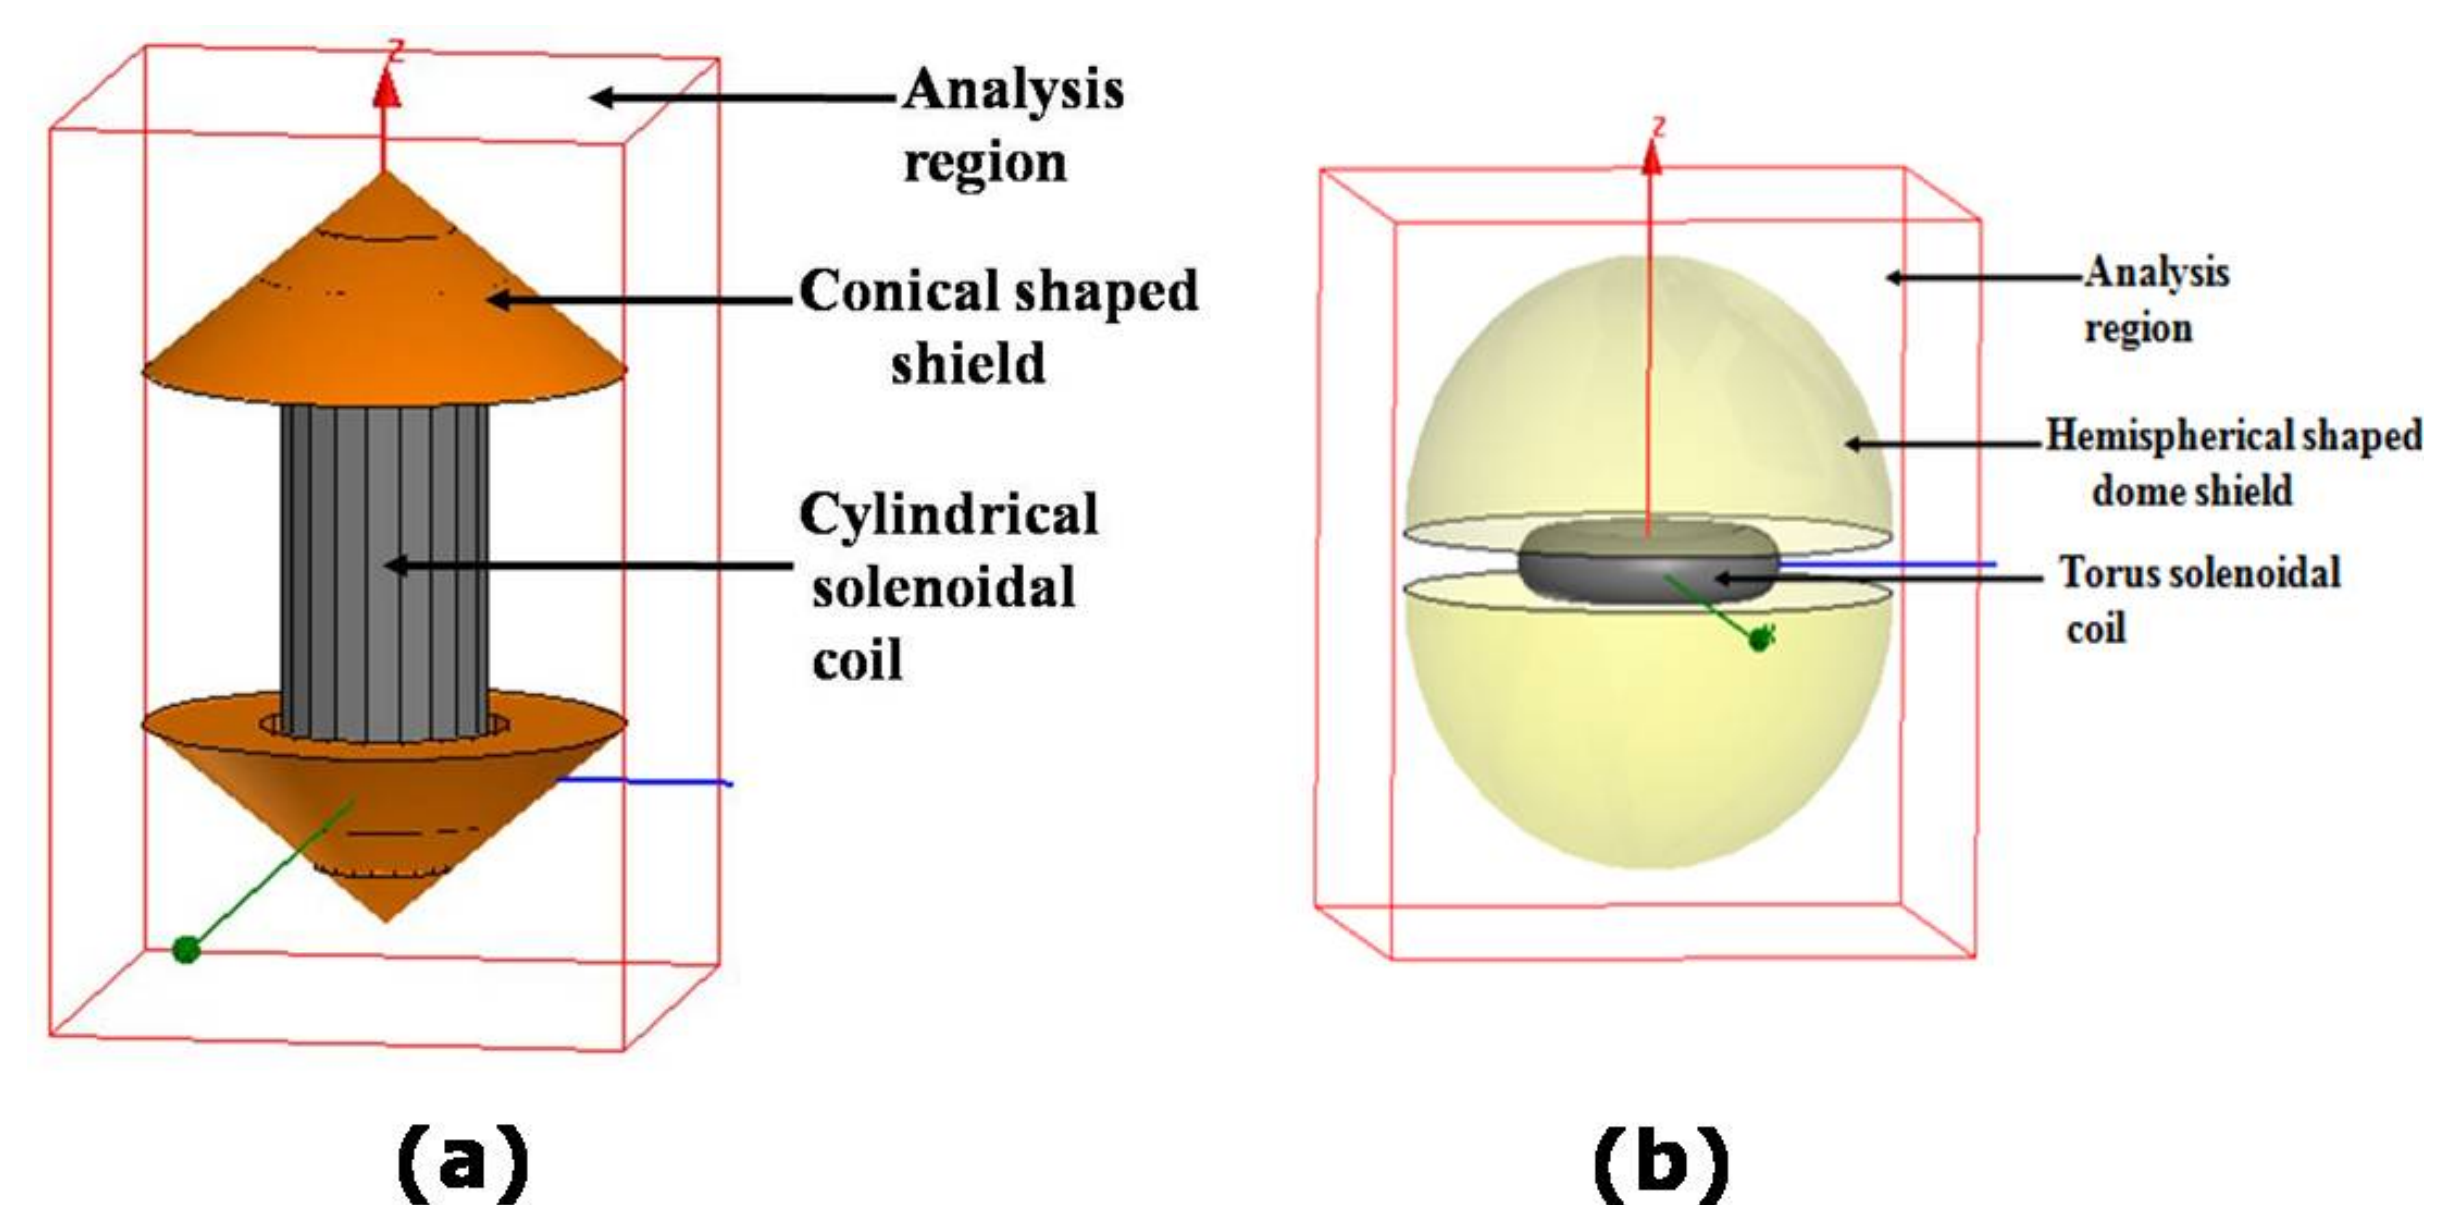 z
Analysis
region
Conical shaped
shield
Cylindrical
solenoidal
coil
(a)
z
Analysis
region
Hemispherical shaped
dome shield
Torus solenoidal
coil
x
(b)